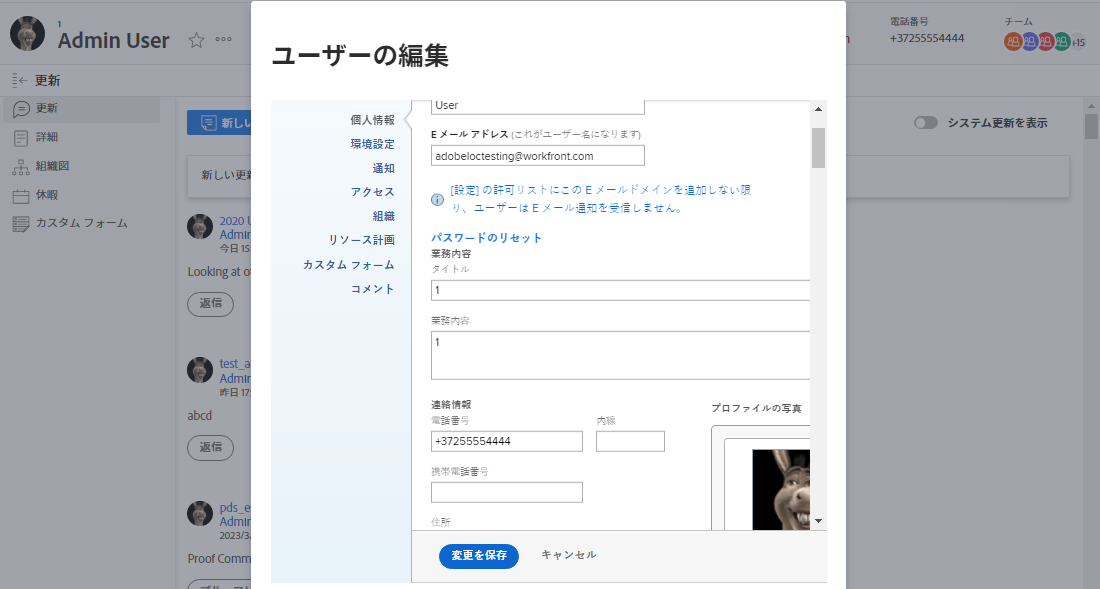 1
Admin User
電話番号
+37255554444
チーム
+15
更新
更新
詳細
組織図
休暇
カスタム フォーム
新しい
システム更新を表示
新しい更新
2020 U
Admin
今日 15:
Looking at ot
返信
test_a
Admin
昨日 17:
abcd
返信
pds_e
Admin
2023/3/
Proof Comm
ユーザーの編集
個人情報
環境設定
通知
アクセス
組織
リソース計画
カスタム フォーム
コメント
User
E メール アドレス (これがユーザー名になります)
adobeloctesting@workfront.com
[設定] の許可リストにこの E メールドメインを追加しない限
り、ユーザーは E メール通知を受信しません。
パスワードのリセット
業務内容
タイトル
1
業務内容
1
連絡情報
電話番号
内線
+37255554444
携帯電話番号
住所
プロファイルの写真
変更を保存
キャンセル